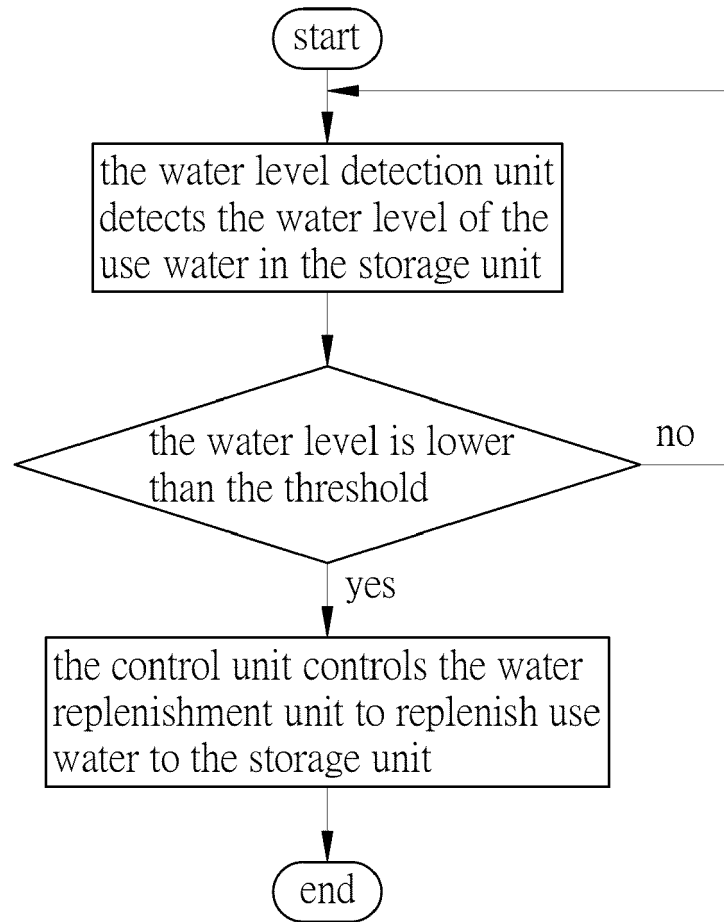 start
the water level detection unit
detects the water level of the
use water in the storage unit
the water level is lower
than the threshold
no
yes
the control unit controls the water
replenishment unit to replenish use
water to the storage unit
end